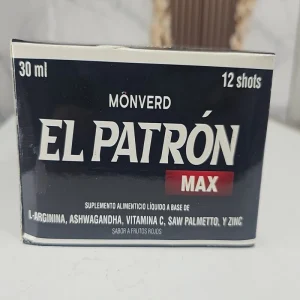 30 ml 12 shots
MÖNVERD
EL PATRÓN
MAX
SUPLEMENTO ALIMENTICIO LÍQUIDO A BASE DE
L-ARGININA, ASHWAGANDHA, VITAMINA C, SAW PALMETTO, Y ZINC
SABOR A FRUTOS ROJOS